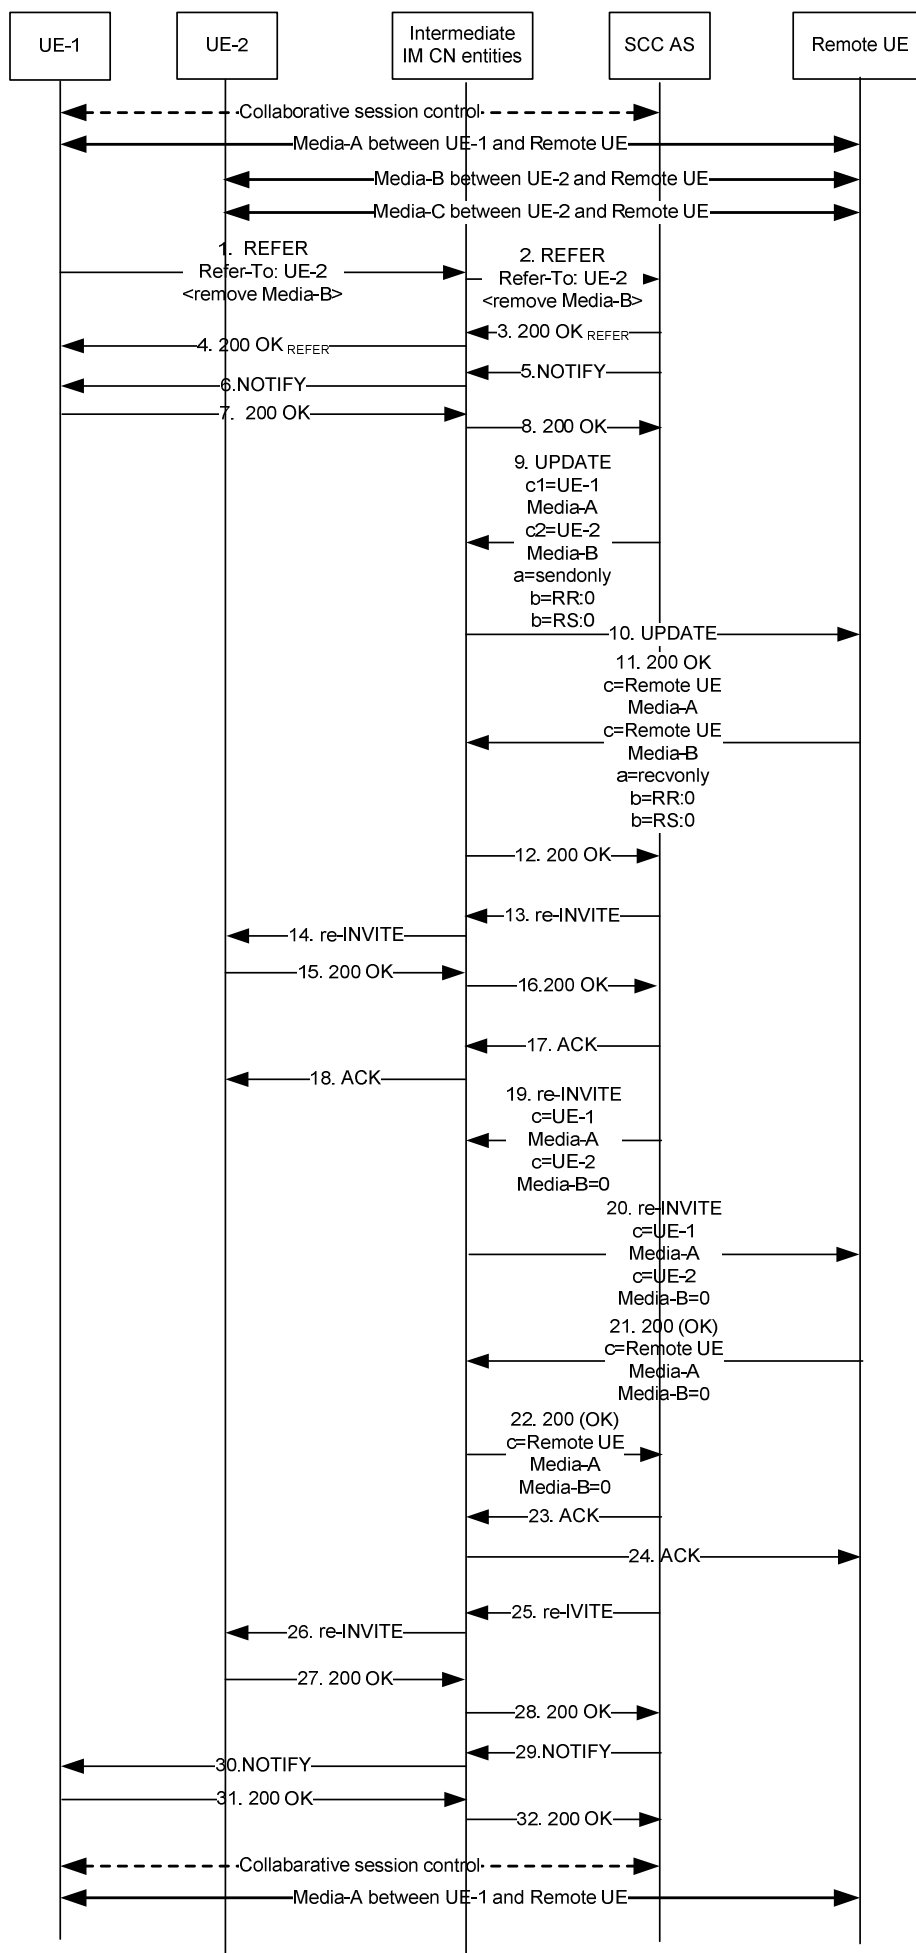 UE-1
UE-2
Intermediate
IM CN entities
SCC AS
Remote UE
Collaborative session control
Media-A between UE-1 and Remote UE
Media-B between UE-2 and Remote UE
Media-C between UE-2 and Remote UE
1. REFER
Refer-To: UE-2
<remove Media-B>
2. REFER
Refer-To: UE-2
<remove Media-B>
3. 200 OK REFER
4. 200 OK REFER
5.NOTIFY
6.NOTIFY
7. 200 OK
8. 200 OK
9. UPDATE
c1=UE-1
Media-A
c2=UE-2
Media-B
a=sendonly
b=RR:0
b=RS:0
10. UPDATE
11. 200 OK
c=Remote UE
Media-A
c=Remote UE
Media-B
a=recvonly
b=RR:0
b=RS:0
12. 200 OK
13. re-INVITE
14. re-INVITE
15. 200 OK
16.200 OK
17. ACK
18. ACK
19. re-INVITE
c=UE-1
Media-A
c=UE-2
Media-B=0
20. re-INVITE
c=UE-1
Media-A
c=UE-2
Media-B=0
21. 200 (OK)
c=Remote UE
Media-A
Media-B=0
22. 200 (OK)
c=Remote UE
Media-A
Media-B=0
23. ACK
24. ACK
25. re-IVITE
26. re-INVITE
27. 200 OK
28. 200 OK
29.NOTIFY
30.NOTIFY
31. 200 OK
32. 200 OK
Collabarative session control
Media-A between UE-1 and Remote UE